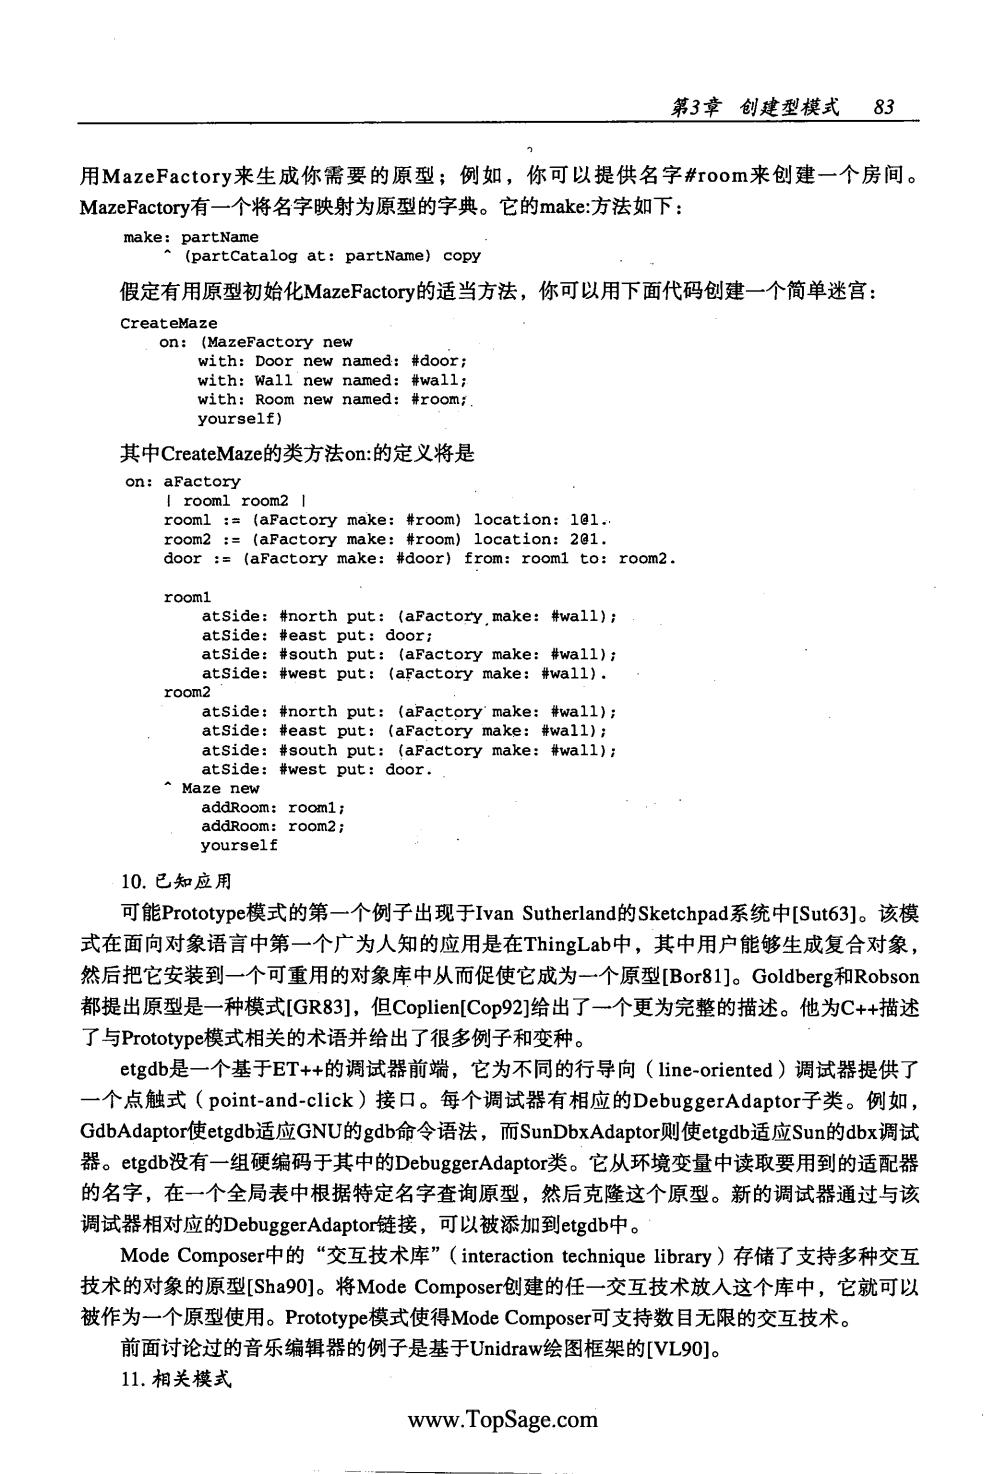 第3章 创建型模式 83
用MazeFactory来生成你需要的原型；例如，你可以提供名字#room来创建一个房间。
MazeFactory有一个将名字映射为原型的字典。它的make:方法如下：
make: partName
^ (partCatalog at: partName) copy
假定有用原型初始化MazeFactory的适当方法，你可以用下面代码创建一个简单迷宫：
CreateMaze
on: (MazeFactory new
with: Door new named: #door;
with: Wall new named: #wall;
with: Room new named: #room;
yourself)
其中CreateMaze的类方法on:的定义将是
on: aFactory
| room1 room2 |
room1 := (aFactory make: #room) location: 1@1.
room2 := (aFactory make: #room) location: 2@1.
door := (aFactory make: #door) from: room1 to: room2.
room1
atSide: #north put: (aFactory make: #wall);
atSide: #east put: door;
atSide: #south put: (aFactory make: #wall);
atSide: #west put: (aFactory make: #wall).
room2
atSide: #north put: (aFactory make: #wall);
atSide: #east put: (aFactory make: #wall);
atSide: #south put: (aFactory make: #wall);
atSide: #west put: door.
^ Maze new
addRoom: room1;
addRoom: room2;
yourself
10. 已知应用
可能Prototype模式的第一个例子出现于Ivan Sutherland的Sketchpad系统中[Sut63]。该模
式在面向对象语言中第一个广为人知的应用是在ThingLab中，其中用户能够生成复合对象，
然后把它安装到一个可重用的对象库中从而促使它成为一个原型[Bor81]。Goldberg和Robson
都提出原型是一种模式[GR83]，但Coplien[Cop92]给出了一个更为完整的描述。他为C++描述
了与Prototype模式相关的术语并给出了很多例子和变种。
etgdb是一个基于ET++的调试器前端，它为不同的行导向（line-oriented）调试器提供了
一个点触式（point-and-click）接口。每个调试器有相应的DebuggerAdaptor子类。例如，
GdbAdaptor使etgdb适应GNU的gdb命令语法，而SunDbxAdaptor则使etgdb适应Sun的dbx调试
器。etgdb没有一组硬编码于其中的DebuggerAdaptor类。它从环境变量中读取要用到的适配器
的名字，在一个全局表中根据特定名字查询原型，然后克隆这个原型。新的调试器通过与该
调试器相对应的DebuggerAdaptor链接，可以被添加到etgdb中。
Mode Composer中的“交互技术库”（interaction technique library）存储了支持多种交互
技术的对象的原型[Sha90]。将Mode Composer创建的任一交互技术放入这个库中，它就可以
被作为一个原型使用。Prototype模式使得Mode Composer可支持数目无限的交互技术。
前面讨论过的音乐编辑器的例子是基于Unidraw绘图框架的[VL90]。
11. 相关模式
www.TopSage.com